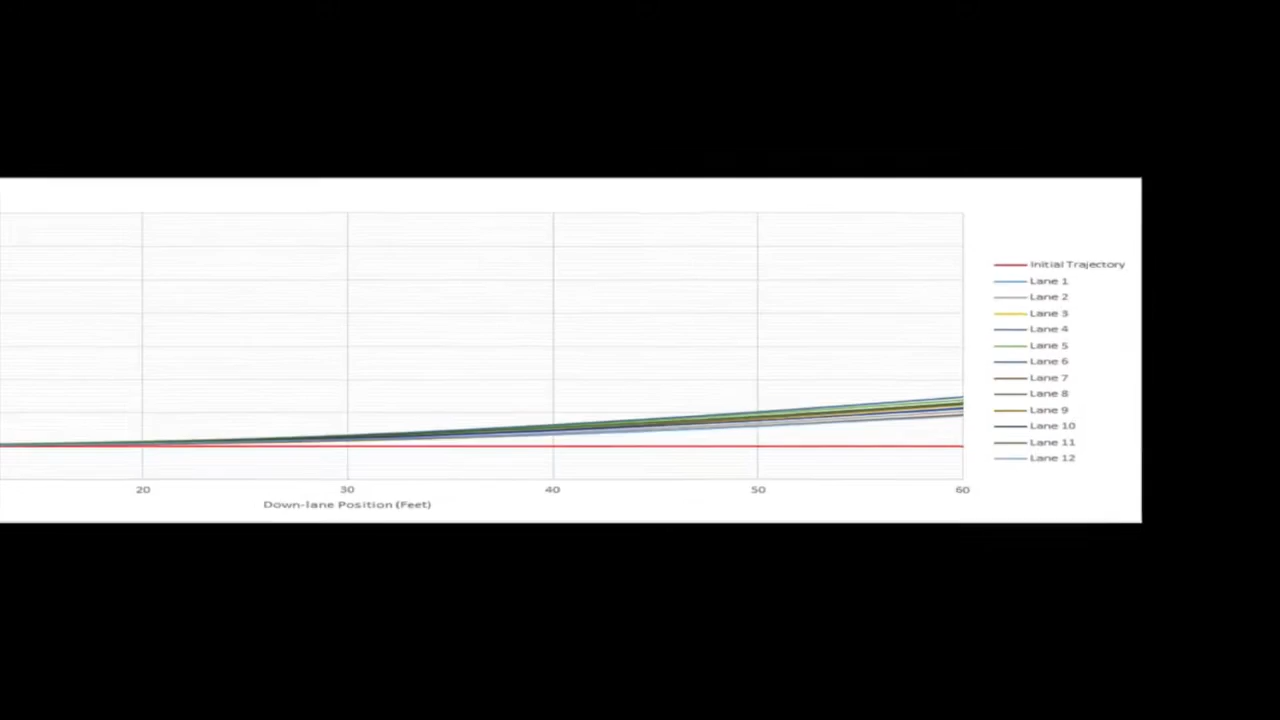 Initial Trajectory
Lane 1
Lane 2
Lane 3
Lane 4
Lane 5
Lane 6
Lane 7
Lane 8
Lane 9
Lane 10
Lane 11
Lane 12
20 30 40 50 60
Down-lane Position (Feet)